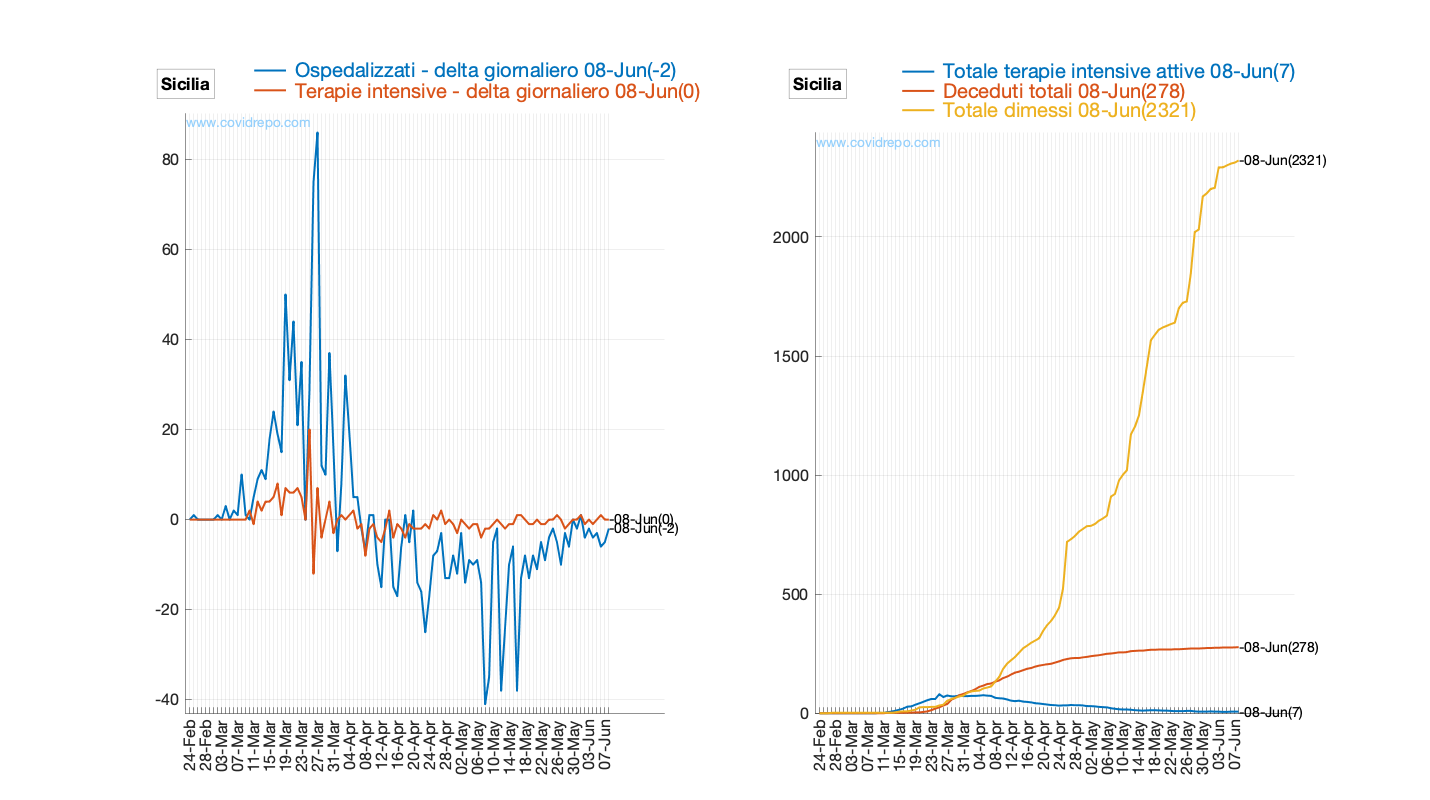 Sicilia
Ospedalizzati - delta giornaliero 08-Jun(-2)
Terapie intensive - delta giornaliero 08-Jun(0)
www.covidrepo.com
80
60
40
20
0
-20
-40
-08-Jun(0)
-08-Jun(-2)
24-Feb
28-Feb
03-Mar
07-Mar
11-Mar
15-Mar
19-Mar
23-Mar
27-Mar
31-Mar
04-Apr
08-Apr
12-Apr
16-Apr
20-Apr
24-Apr
28-Apr
02-May
06-May
10-May
14-May
18-May
22-May
26-May
30-May
03-Jun
07-Jun
Sicilia
Totale terapie intensive attive 08-Jun(7)
Deceduti totali 08-Jun(278)
Totale dimessi 08-Jun(2321)
www.covidrepo.com
2000
1500
1000
500
0
-08-Jun(2321)
-08-Jun(278)
-08-Jun(7)
24-Feb
28-Feb
03-Mar
07-Mar
11-Mar
15-Mar
19-Mar
23-Mar
27-Mar
31-Mar
04-Apr
08-Apr
12-Apr
16-Apr
20-Apr
24-Apr
28-Apr
02-May
06-May
10-May
14-May
18-May
22-May
26-May
30-May
03-Jun
07-Jun